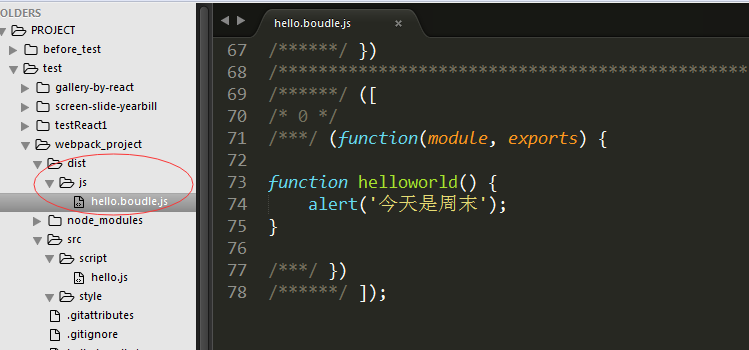 OLDERS
PROJECT
before_test
test
gallery-by-react
screen-slide-yearbill
testReact1
webpack_project
dist
js
hello.boudle.js
node_modules
src
script
hello.js
style
.gitattributes
.gitignore
hello.boudle.js ×
67 /******/ })
68 /************************************************
69 /******/ ([
70 /* 0 */
71 /***/ (function(module, exports) {
72
73 function helloworld() {
74 alert('今天是周末');
75 }
76
77 /***/ })
78 /******/ ]);